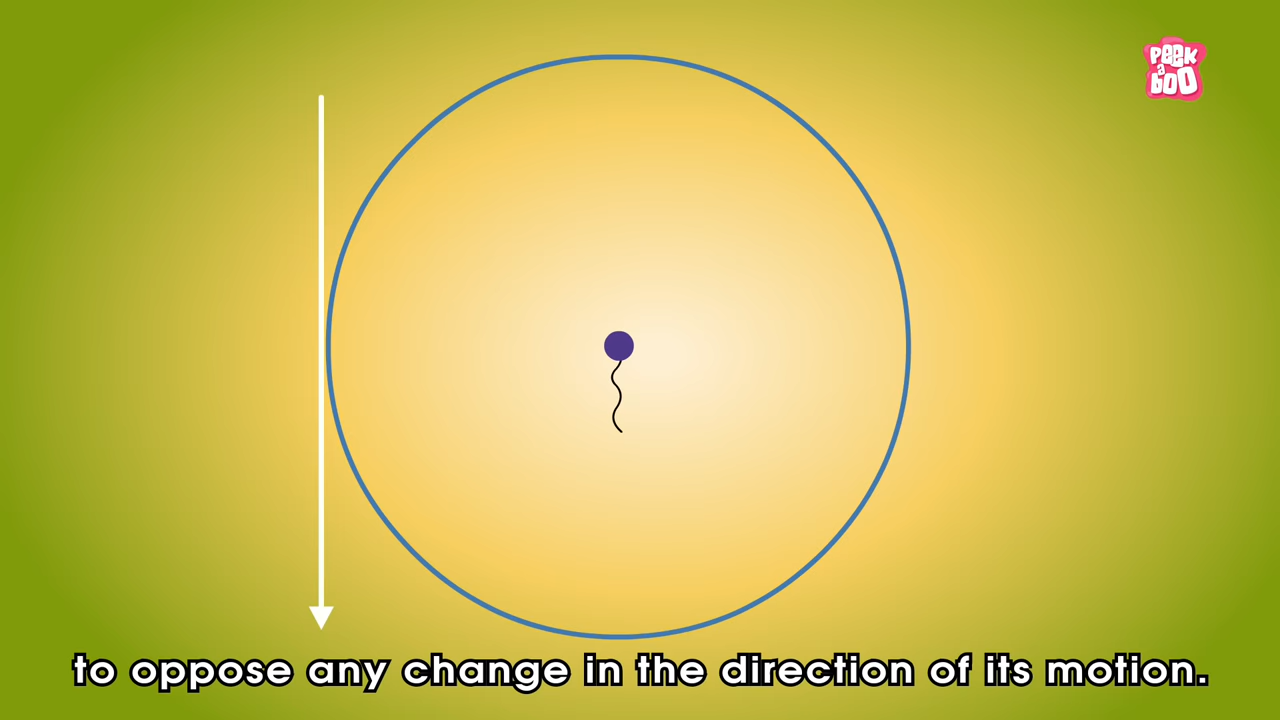 Peek
a
boo
to oppose any change in the direction of its motion.